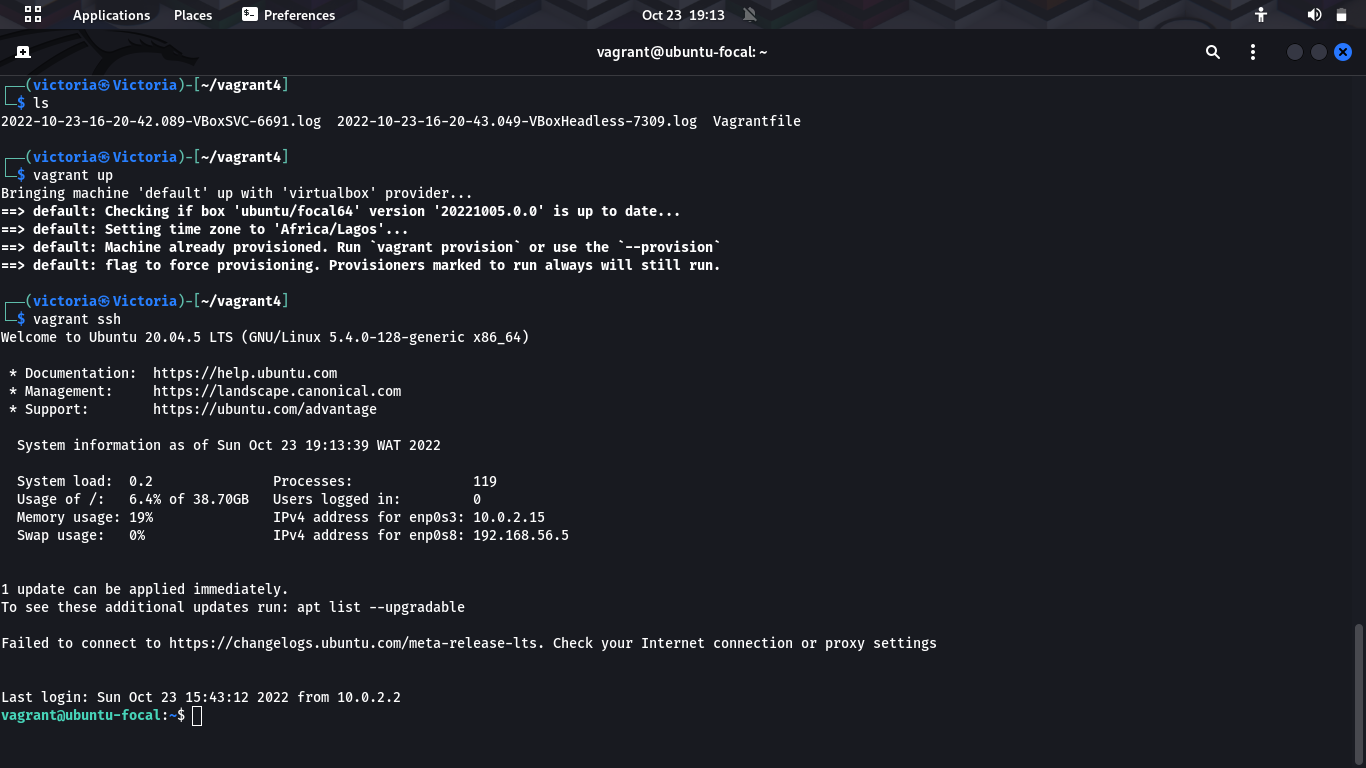 Applications Places Preferences Oct 23 19:13
vagrant@ubuntu-focal: ~
┌──(victoria㉿Victoria)-[~/vagrant4]
└─$ ls
2022-10-23-16-20-42.089-VBoxSVC-6691.log  2022-10-23-16-20-43.049-VBoxHeadless-7309.log  Vagrantfile
┌──(victoria㉿Victoria)-[~/vagrant4]
└─$ vagrant up
Bringing machine 'default' up with 'virtualbox' provider...
==> default: Checking if box 'ubuntu/focal64' version '20221005.0.0' is up to date...
==> default: Setting time zone to 'Africa/Lagos'...
==> default: Machine already provisioned. Run `vagrant provision` or use the `--provision`
==> default: flag to force provisioning. Provisioners marked to run always will still run.
┌──(victoria㉿Victoria)-[~/vagrant4]
└─$ vagrant ssh
Welcome to Ubuntu 20.04.5 LTS (GNU/Linux 5.4.0-128-generic x86_64)
 * Documentation:  https://help.ubuntu.com
 * Management:     https://landscape.canonical.com
 * Support:        https://ubuntu.com/advantage
  System information as of Sun Oct 23 19:13:39 WAT 2022
  System load:  0.2               Processes:               119
  Usage of /:   6.4% of 38.70GB   Users logged in:         0
  Memory usage: 19%               IPv4 address for enp0s3: 10.0.2.15
  Swap usage:   0%                IPv4 address for enp0s8: 192.168.56.5
1 update can be applied immediately.
To see these additional updates run: apt list --upgradable
Failed to connect to https://changelogs.ubuntu.com/meta-release-lts. Check your Internet connection or proxy settings
Last login: Sun Oct 23 15:43:12 2022 from 10.0.2.2
vagrant@ubuntu-focal:~$